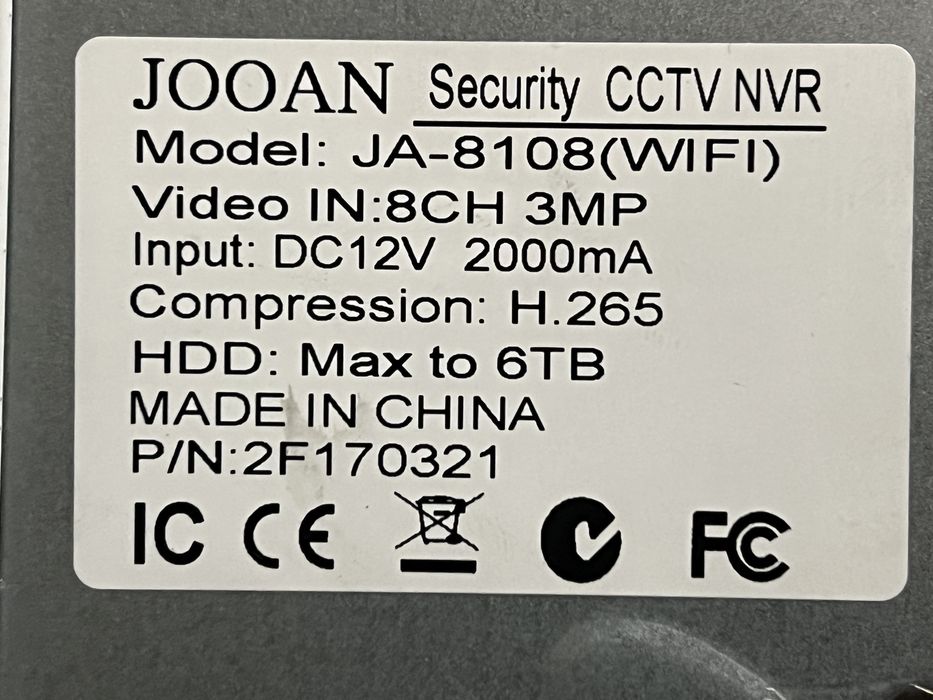 JOOAN Security CCTV NVR
Model: JA-8108(WIFI)
Video IN:8CH 3MP
Input: DC12V 2000mA
Compression: H.265
HDD: Max to 6TB
MADE IN CHINA
P/N:2F170321
IC CE FC